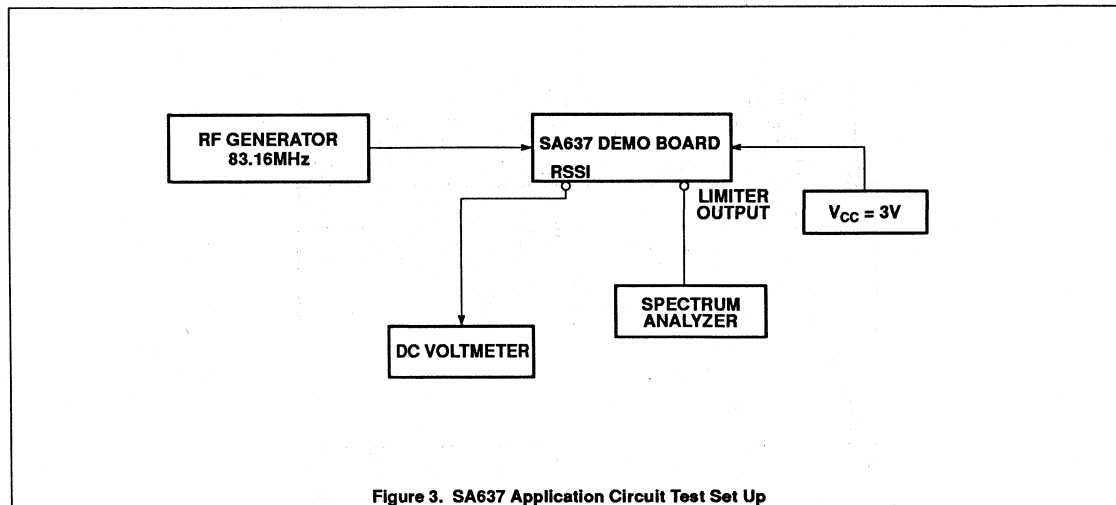 RF GENERATOR
83.16MHz
SA637 DEMO BOARD
RSSI
LIMITER
OUTPUT
VCC = 3V
SPECTRUM
ANALYZER
DC VOLTMETER
Figure 3. SA637 Application Circuit Test Set Up